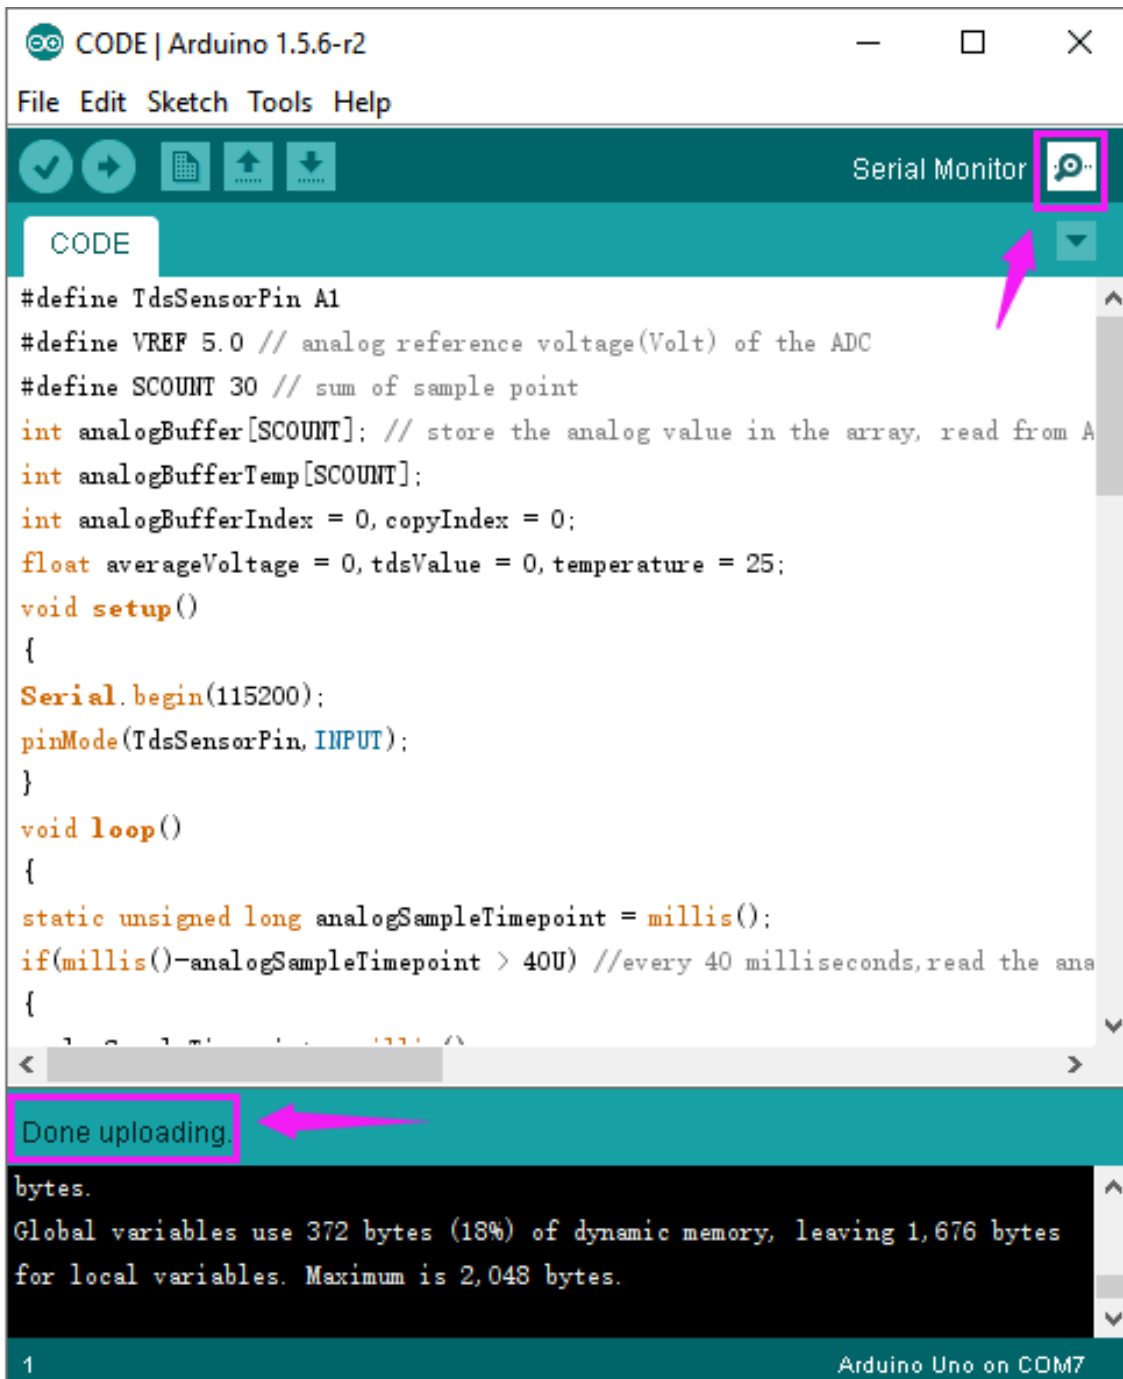 CODE | Arduino 1.5.6-r2
File Edit Sketch Tools Help
Serial Monitor
CODE
#define TdsSensorPin A1
#define VREF 5.0 // analog reference voltage(Volt) of the ADC
#define SCOUNT 30 // sum of sample point
int analogBuffer[SCOUNT]; // store the analog value in the array, read from A
int analogBufferTemp[SCOUNT];
int analogBufferIndex = 0,copyIndex = 0;
float averageVoltage = 0,tdsValue = 0,temperature = 25;
void setup()
{
Serial.begin(115200);
pinMode(TdsSensorPin,INPUT);
}
void loop()
{
static unsigned long analogSampleTimepoint = millis();
if(millis()-analogSampleTimepoint > 40U) //every 40 milliseconds,read the ana
{
Done uploading.
bytes.
Global variables use 372 bytes (18%) of dynamic memory, leaving 1,676 bytes
for local variables. Maximum is 2,048 bytes.
1
Arduino Uno on COM7